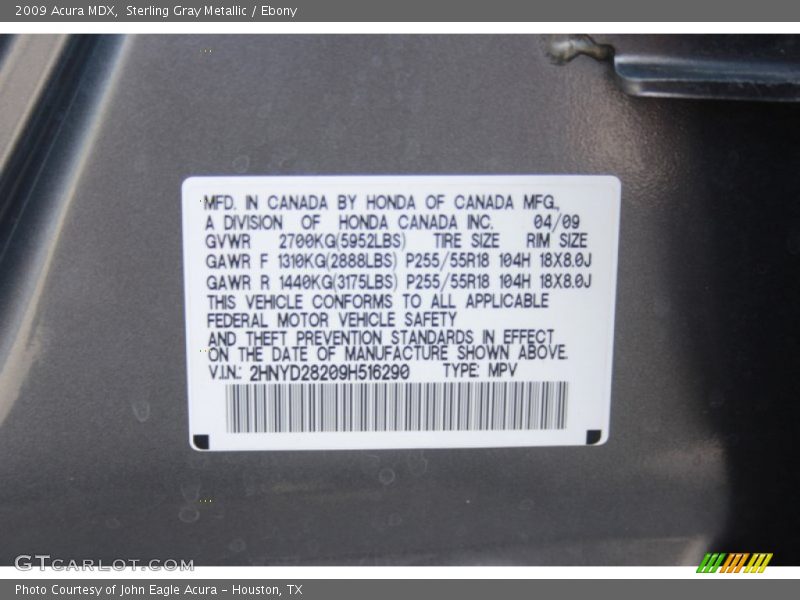 2009 Acura MDX, Sterling Gray Metallic / Ebony
MFD. IN CANADA BY HONDA OF CANADA MFG.,
A DIVISION OF HONDA CANADA INC. 04/09
GVWR 2700KG(5952LBS) TIRE SIZE RIM SIZE
GAWR F 1310KG(2888LBS) P255/55R18 104H 18X8.0J
GAWR R 1440KG(3175LBS) P255/55R18 104H 18X8.0J
THIS VEHICLE CONFORMS TO ALL APPLICABLE
FEDERAL MOTOR VEHICLE SAFETY
AND THEFT PREVENTION STANDARDS IN EFFECT
ON THE DATE OF MANUFACTURE SHOWN ABOVE.
V.I.N.: 2HNYD28209H516290 TYPE: MPV
GTcarlot.com
Photo Courtesy of John Eagle Acura - Houston, TX